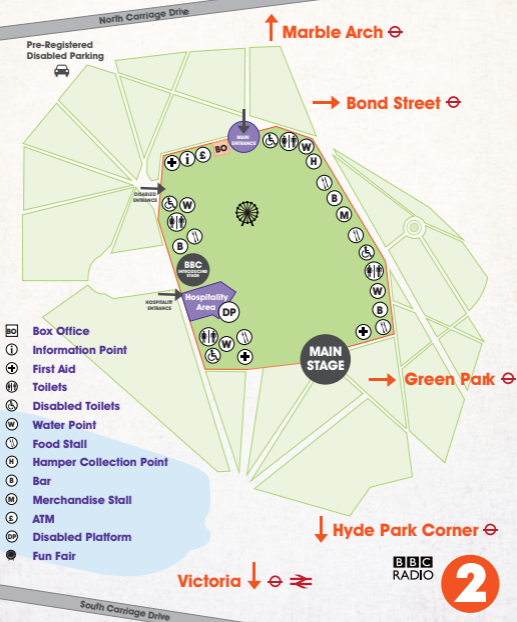 North Carriage Drive
Marble Arch
Pre-Registered
Disabled Parking
Bond Street
MAIN
ENTRANCE
BO
£
i
W
H
DISABLED
ENTRANCE
W
B
M
B
BBC
INTRODUCING
STAGE
W
HOSPITALITY
ENTRANCE
Hospitality
Area
DP
B
W
MAIN
STAGE
Green Park
BO Box Office
i Information Point
First Aid
Toilets
Disabled Toilets
W Water Point
Food Stall
H Hamper Collection Point
B Bar
M Merchandise Stall
£ ATM
DP Disabled Platform
Fun Fair
Hyde Park Corner
BBC
RADIO
2
Victoria
South Carriage Drive